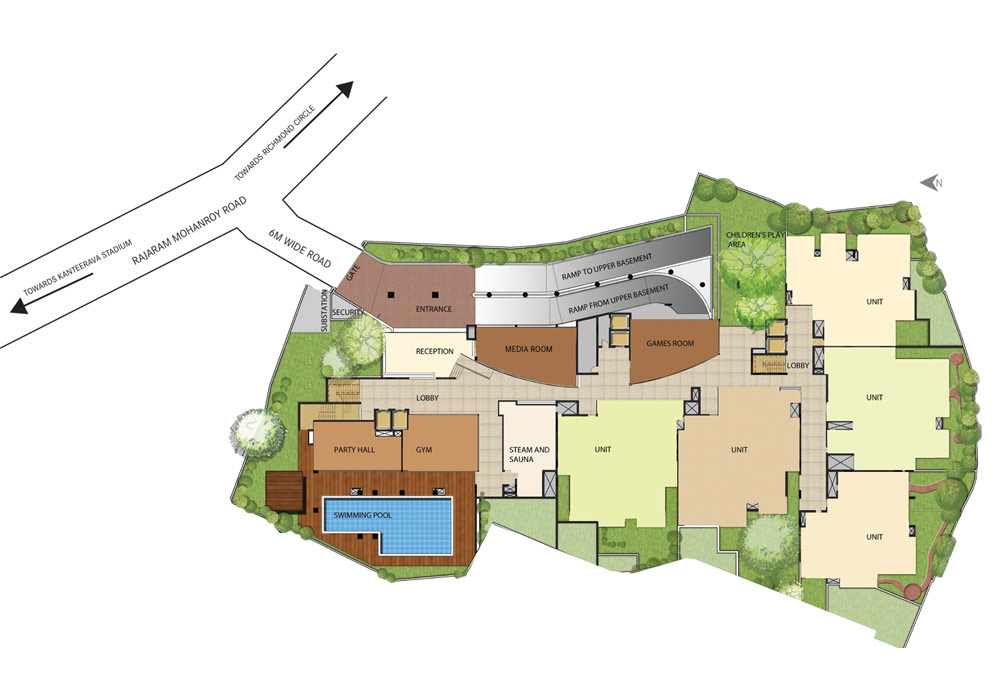 TOWARDS RICHMOND CIRCLE
RAJARAM MOHANROY ROAD
TOWARDS KANTEERAVA STADIUM
6M WIDE ROAD
N
GATE
SUBSTATION
SECURITY
ENTRANCE
RAMP TO UPPER BASEMENT
RAMP FROM UPPER BASEMENT
CHILDREN'S PLAY
AREA
RECEPTION
MEDIA ROOM
GAMES ROOM
UNIT
LOBBY
LOBBY
UNIT
PARTY HALL
GYM
STEAM AND
SAUNA
UNIT
UNIT
SWIMMING POOL
UNIT